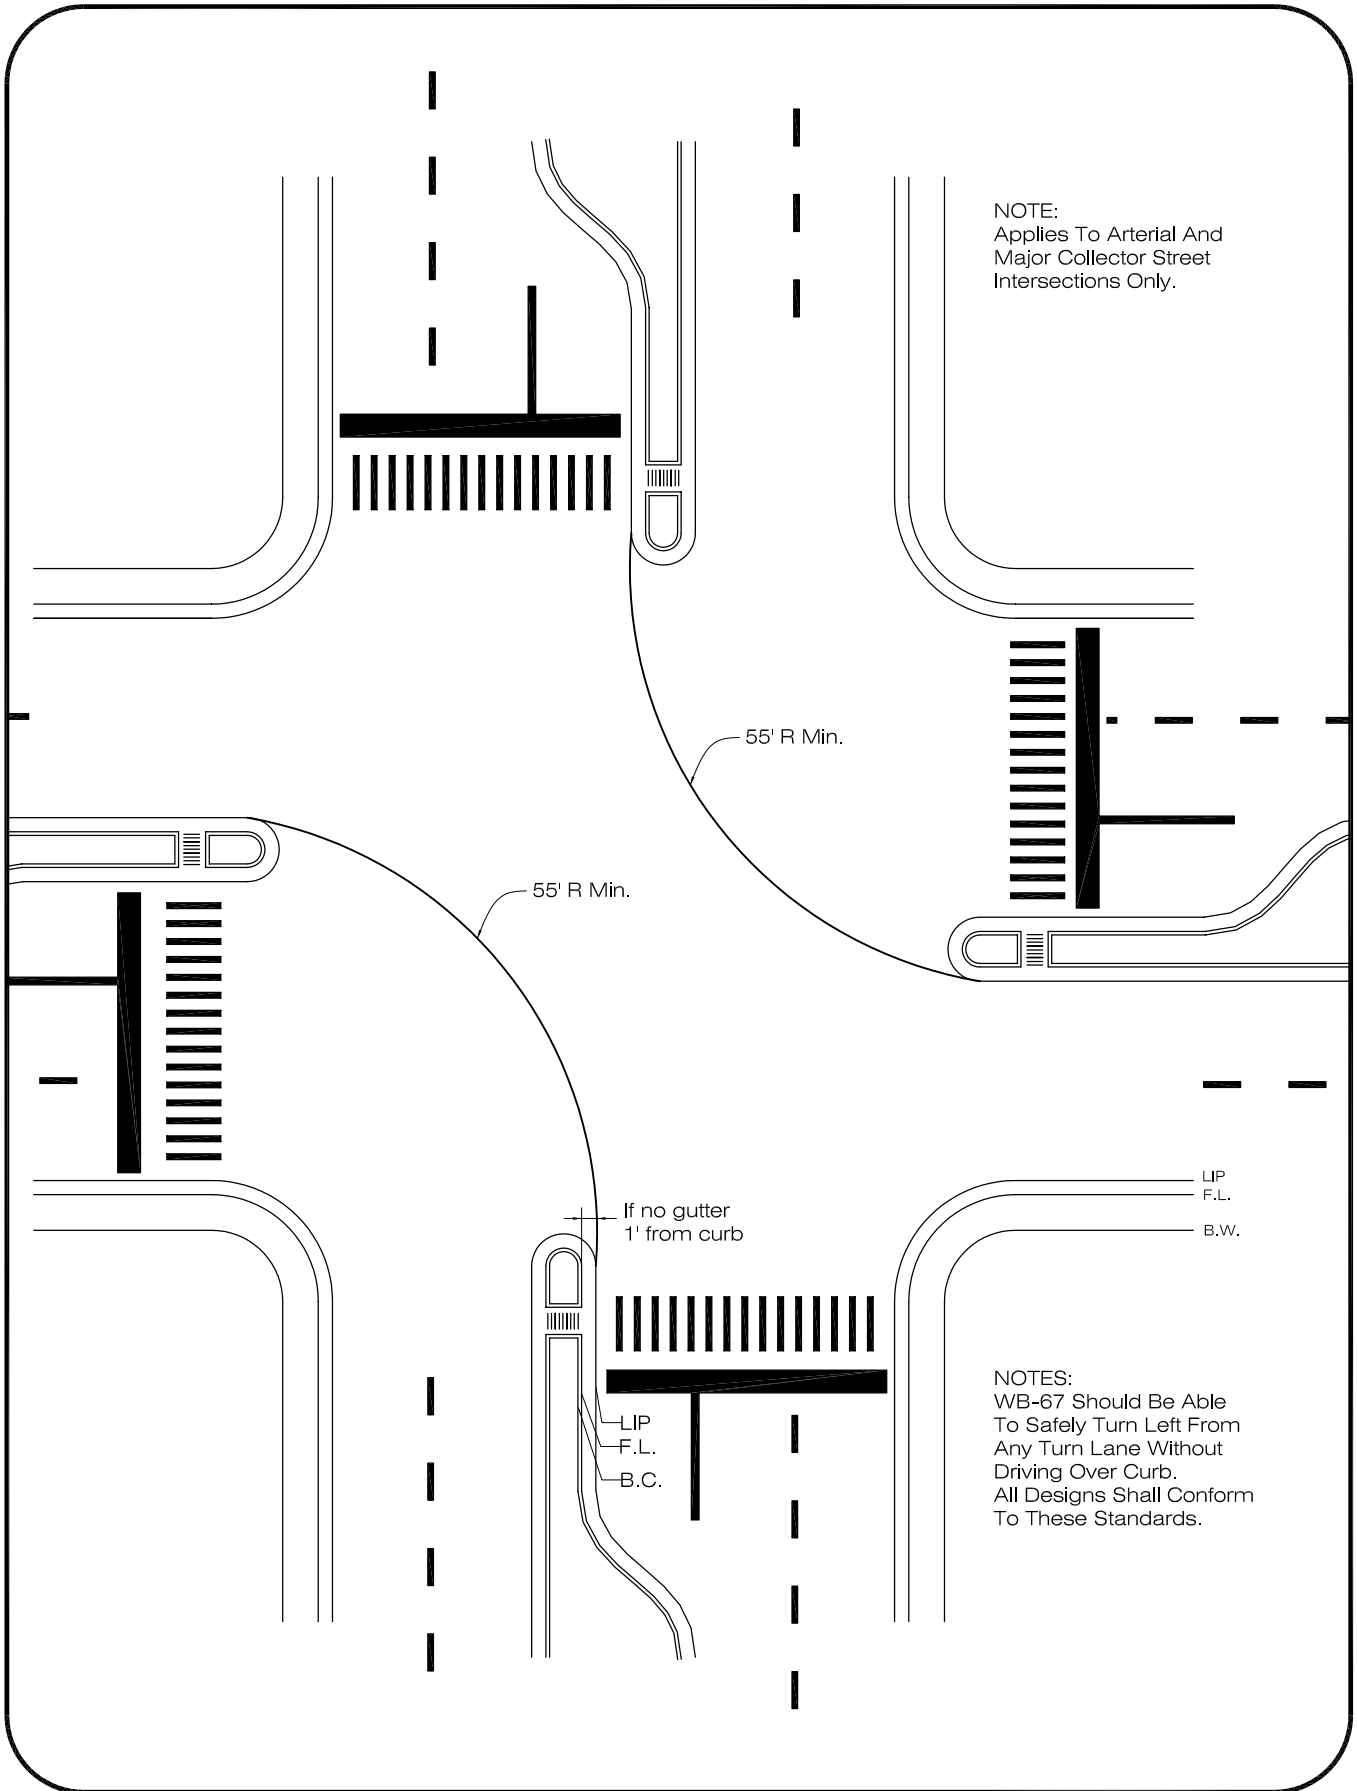 NOTE:
Applies To Arterial And
Major Collector Street
Intersections Only.
55' R Min.
55' R Min.
LIP
F.L.
B.W.
If no gutter
1' from curb
LIP
F.L.
B.C.
NOTES:
WB-67 Should Be Able
To Safely Turn Left From
Any Turn Lane Without
Driving Over Curb.
All Designs Shall Conform
To These Standards.